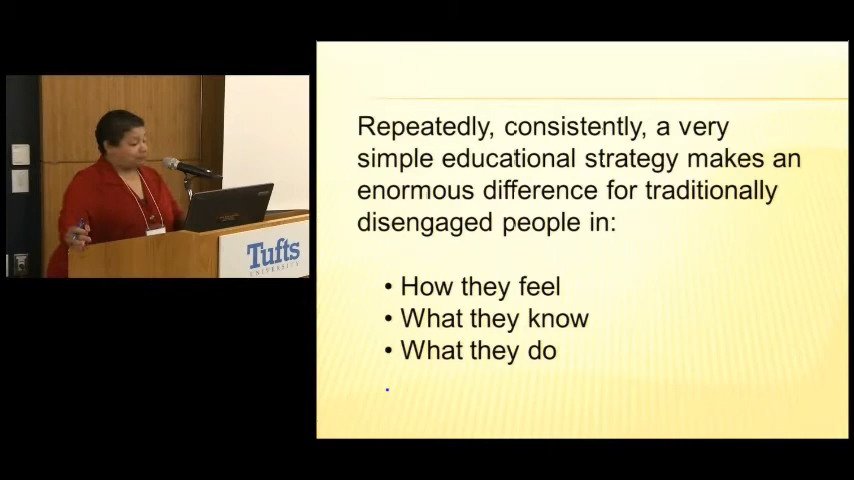 Repeatedly, consistently, a very
simple educational strategy makes an
enormous difference for traditionally
disengaged people in:
• How they feel
• What they know
• What they do
Tufts
UNIVERSITY